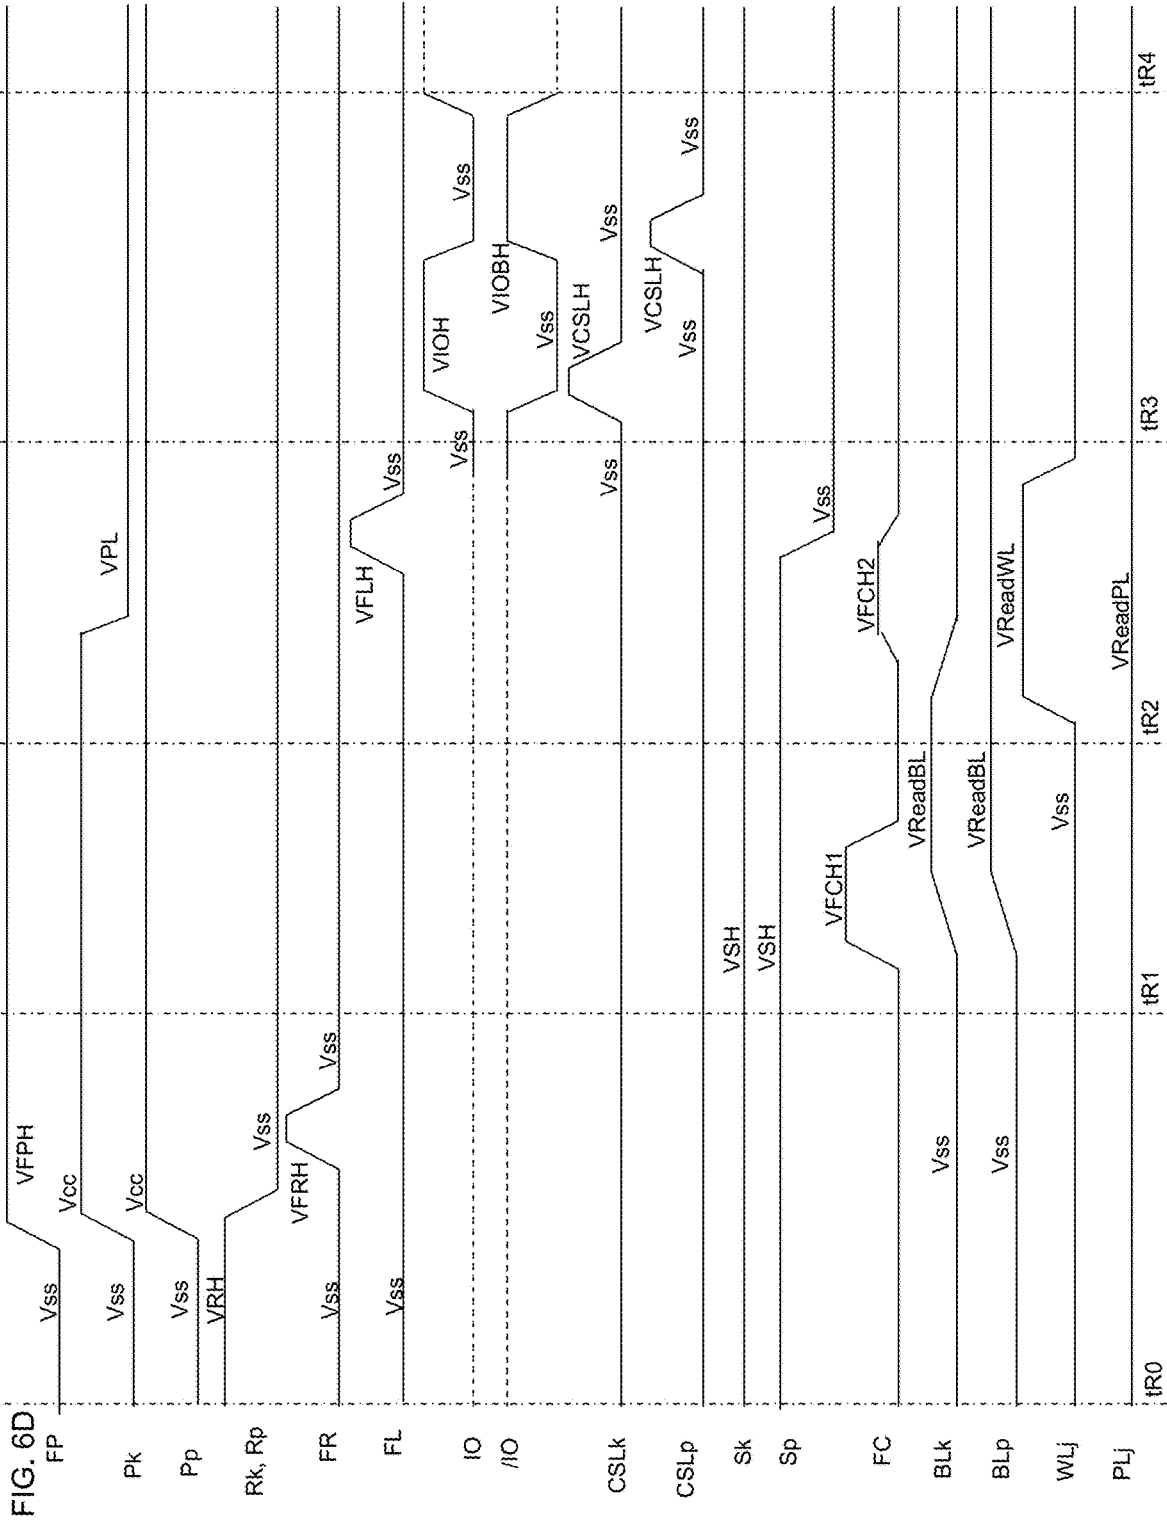 FIG. 6D
FP Vss VFPH
Pk Vss Vcc VPL
Pp Vss Vcc
Rk, Rp VRH Vss
FR Vss VFRH Vss
FL Vss VFLH Vss
IO Vss VIOH Vss
/IO VIOBH Vss
CSLk Vss VCSLH Vss
CSLp Vss VCSLH Vss
Sk VSH
Sp VSH Vss
FC VFCH1 VFCH2
BLk Vss VReadBL
BLp Vss VReadBL
WLj Vss VReadWL
PLj VReadPL
tR0 tR1 tR2 tR3 tR4